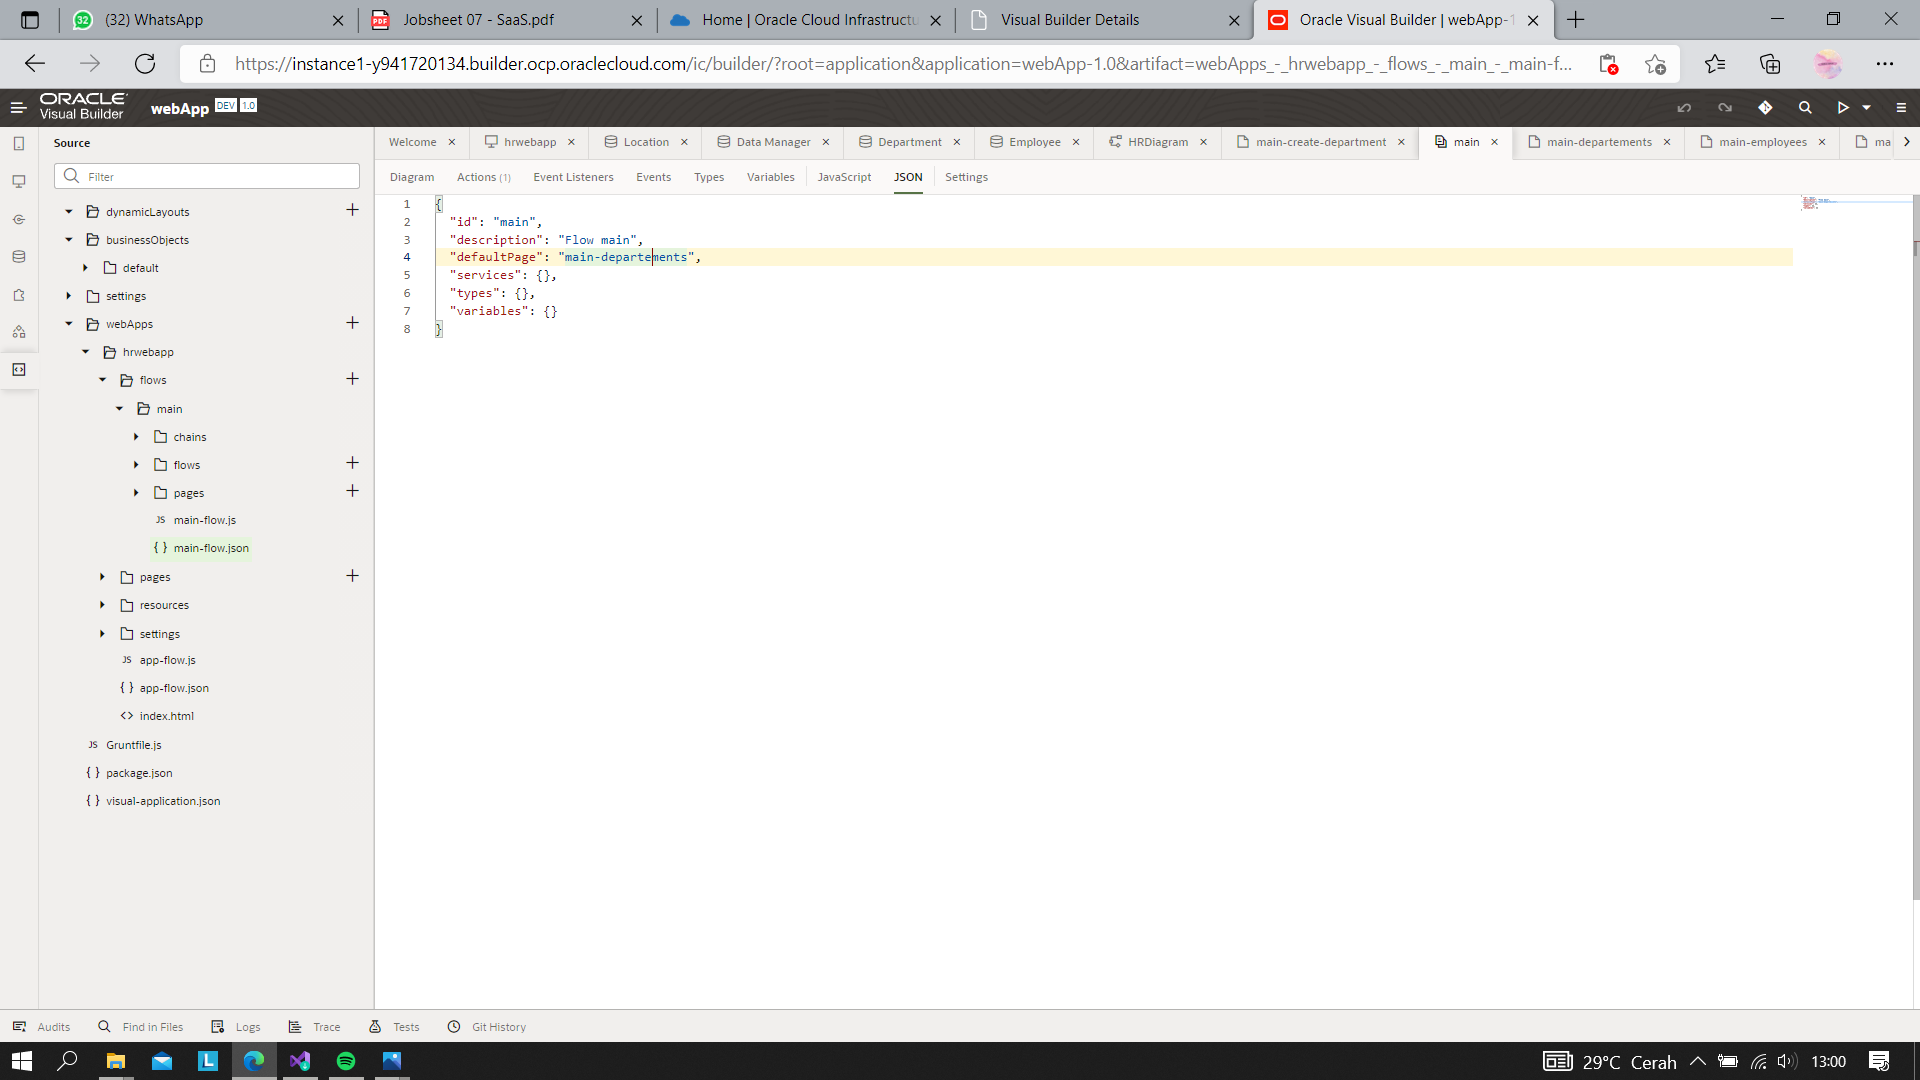 32
(32) WhatsApp
PDF
Jobsheet 07 - SaaS.pdf
Home | Oracle Cloud Infrastructu
Visual Builder Details
Oracle Visual Builder | webApp-1
https://instance1-y941720134.builder.ocp.oraclecloud.com/ic/builder/?root=application&application=webApp-1.0&artifact=webApps_-_hrwebapp_-_flows_-_main_-_main-f...
ORACLE
Visual Builder
webApp DEV 1.0
Source
Filter
dynamicLayouts
businessObjects
default
settings
webApps
hrwebapp
flows
main
chains
flows
pages
JS main-flow.js
{ } main-flow.json
pages
resources
settings
JS app-flow.js
{ } app-flow.json
<> index.html
JS Gruntfile.js
{ } package.json
{ } visual-application.json
Welcome
hrwebapp
Location
Data Manager
Department
Employee
HRDiagram
main-create-department
main
main-departements
main-employees
ma
Diagram
Actions (1)
Event Listeners
Events
Types
Variables
JavaScript
JSON
Settings
1 {
2 "id": "main",
3 "description": "Flow main",
4 "defaultPage": "main-departements",
5 "services": {},
6 "types": {},
7 "variables": {}
8 }
Audits
Find in Files
Logs
Trace
Tests
Git History
L
29°C Cerah
13:00